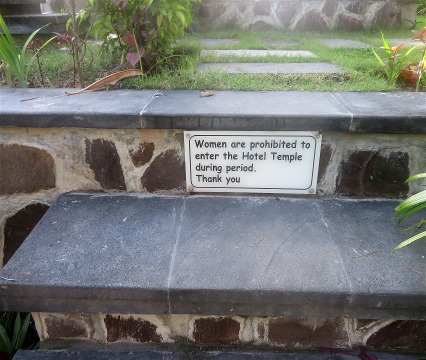 Women are prohibited to
enter the Hotel Temple
during period.
Thank you